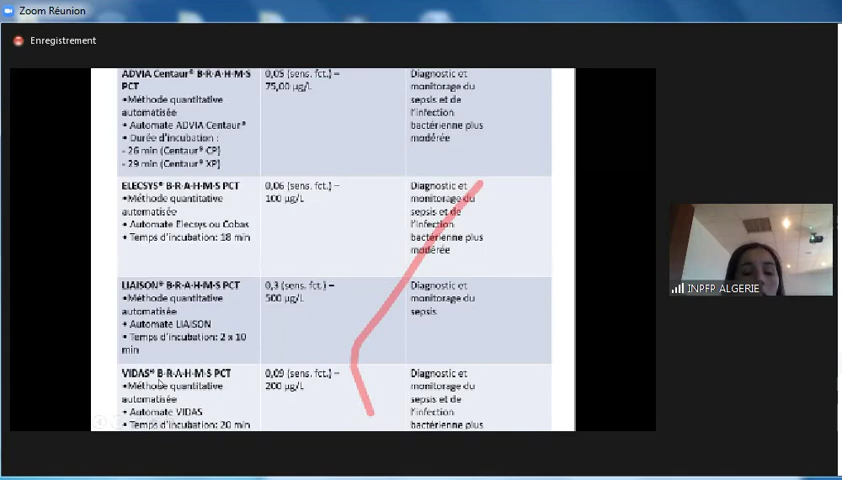 Zoom Réunion
Enregistrement
ADVIA Centaur® B·R·A·H·M·S
PCT
•Méthode quantitative
automatisée
• Automate ADVIA Centaur®
• Durée d'incubation :
- 26 min (Centaur® CP)
- 29 min (Centaur® XP)
0,05 (sens. fct.) –
75,00 µg/L
Diagnostic et
monitorage du
sepsis et de
l'infection
bactérienne plus
modérée
ELECSYS® B·R·A·H·M·S PCT
•Méthode quantitative
automatisée
• Automate Elecsys ou Cobas
• Temps d'incubation: 18 min
0,06 (sens. fct.) –
100 µg/L
Diagnostic et
monitorage du
sepsis et de
l'infection
bactérienne plus
modérée
LIAISON® B·R·A·H·M·S PCT
•Méthode quantitative
automatisée
• Automate LIAISON
• Temps d'incubation: 2 x 10
min
0,3 (sens. fct.) –
500 µg/L
Diagnostic et
monitorage du
sepsis
VIDAS® B·R·A·H·M·S PCT
•Méthode quantitative
automatisée
• Automate VIDAS
• Temps d'incubation: 20 min
0,09 (sens. fct.) –
200 µg/L
Diagnostic et
monitorage du
sepsis et de
l'infection
bactérienne plus
INPFP ALGERIE